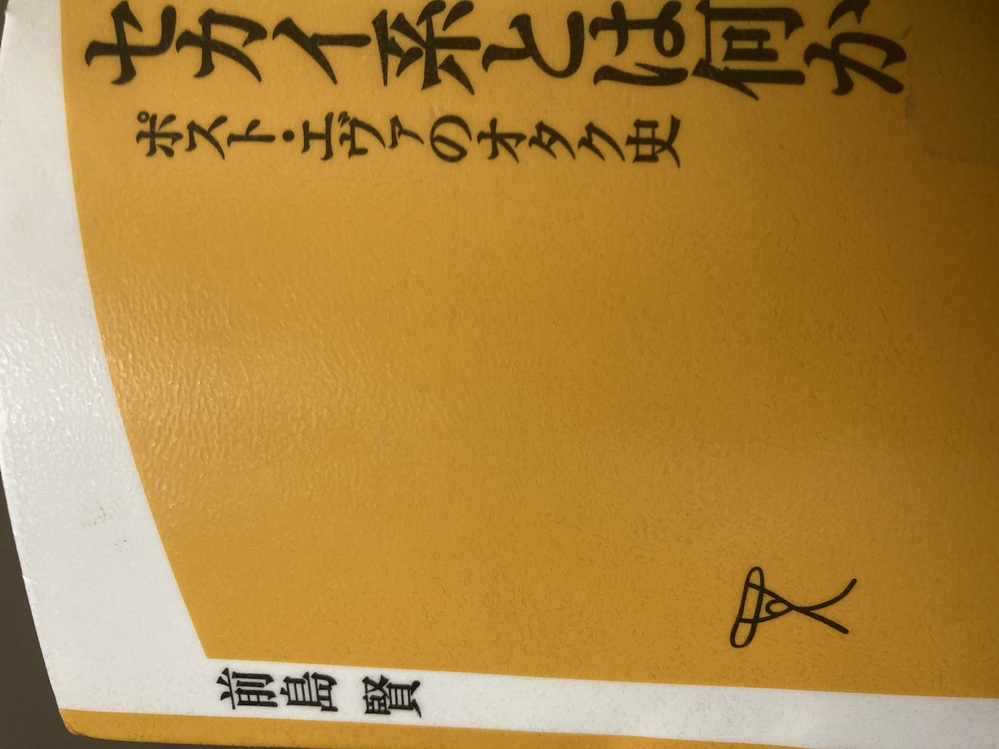 セカイ系とは何か
ポスト・エヴァのオタク史
前島 賢